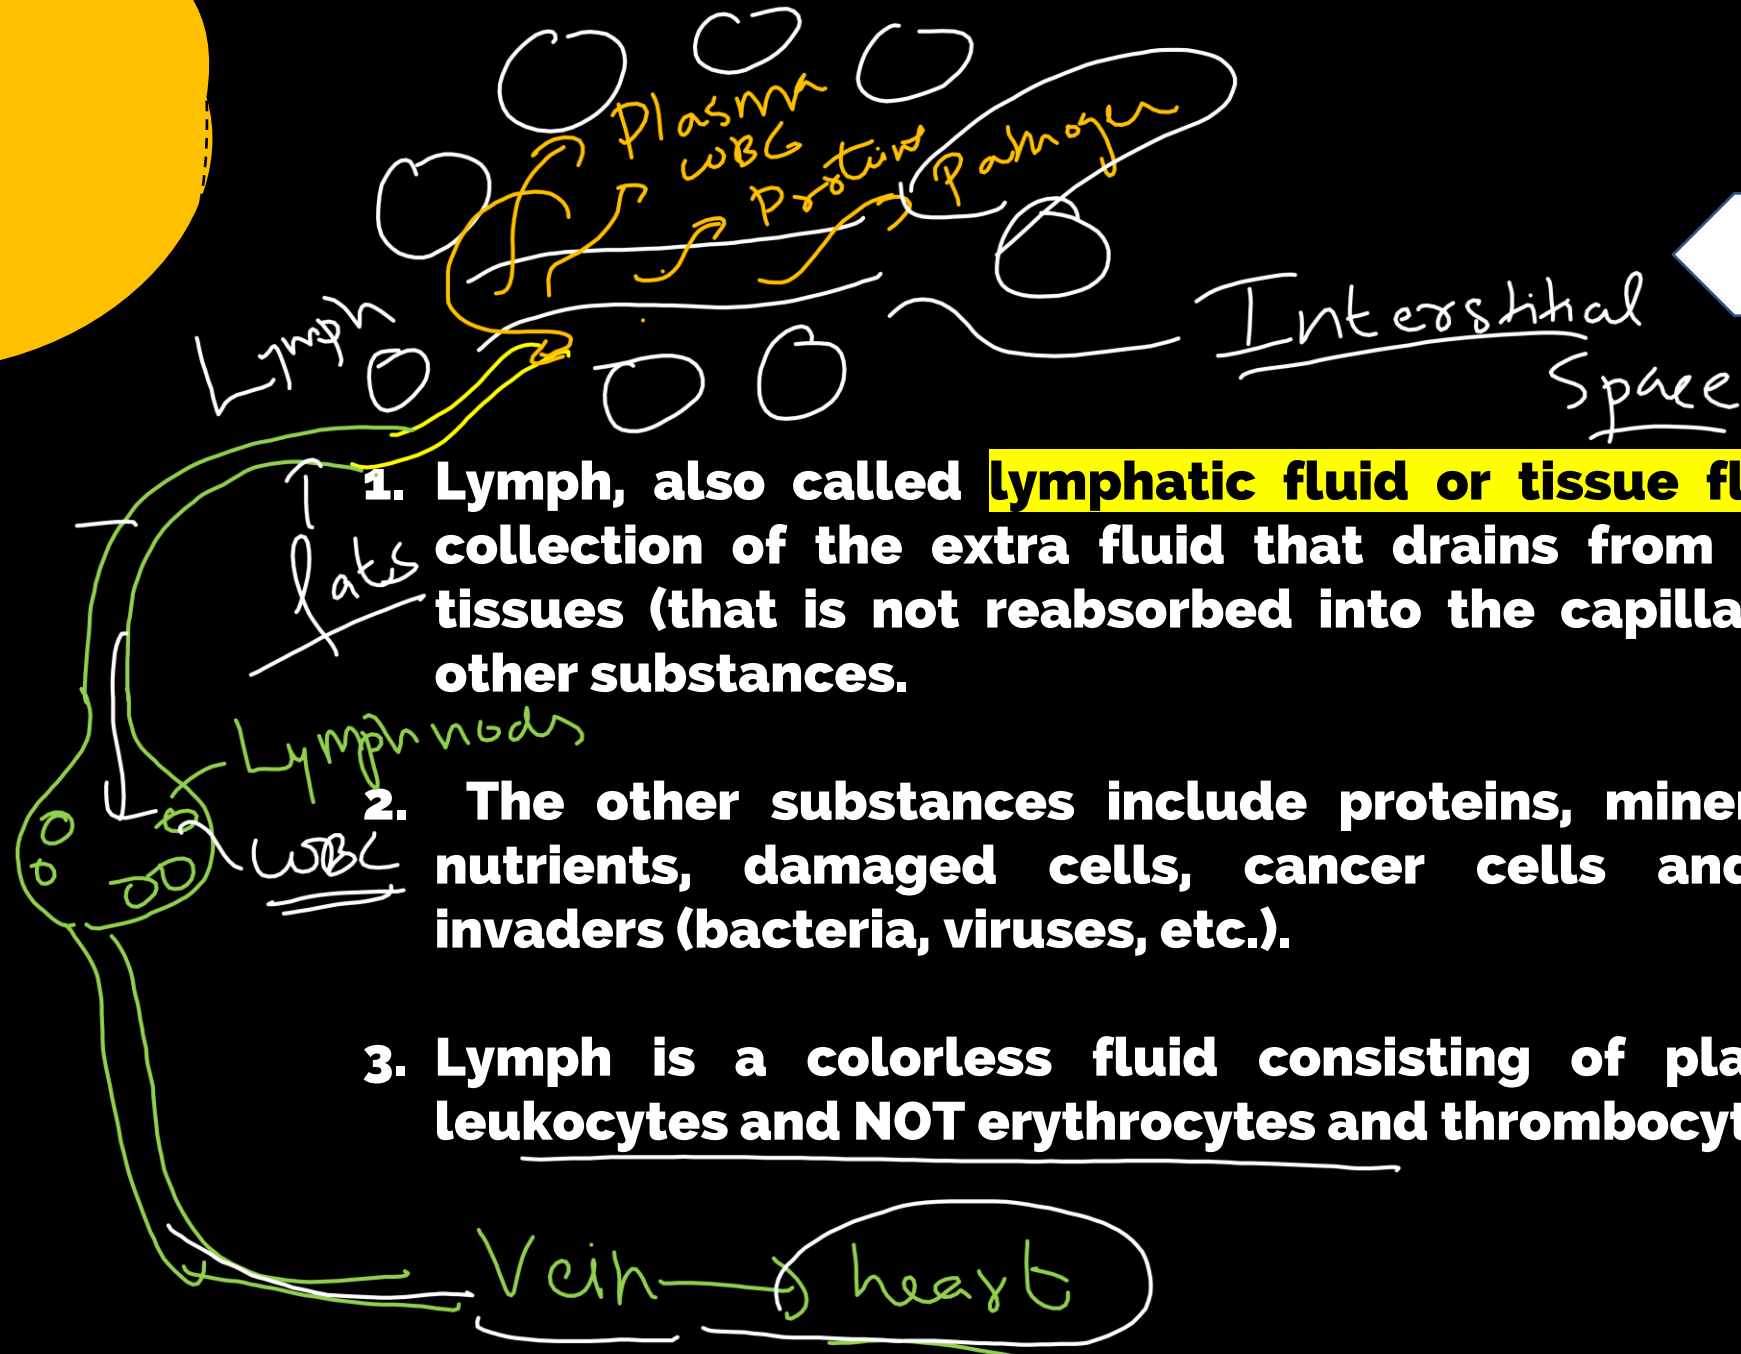 Plasma
WBC
Proteins
Pathogen
Lymph
Interstitial
Space
1. Lymph, also called lymphatic fluid or tissue fl
collection of the extra fluid that drains from
tissues (that is not reabsorbed into the capilla
other substances.
fats
Lymph nods
2. The other substances include proteins, miner
nutrients, damaged cells, cancer cells and
invaders (bacteria, viruses, etc.).
WBC
3. Lymph is a colorless fluid consisting of pla
leukocytes and NOT erythrocytes and thrombocyt
Vein heart